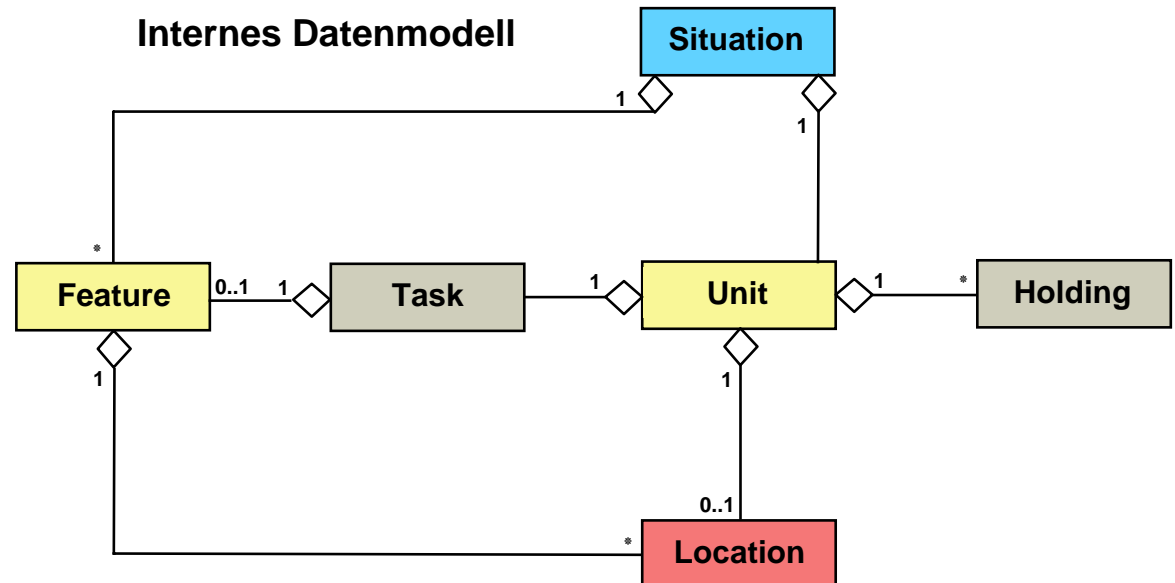 Internes Datenmodell
Situation
1
1
*
Feature
0..1
1
Task
1
Unit
1
*
Holding
1
1
0..1
*
Location